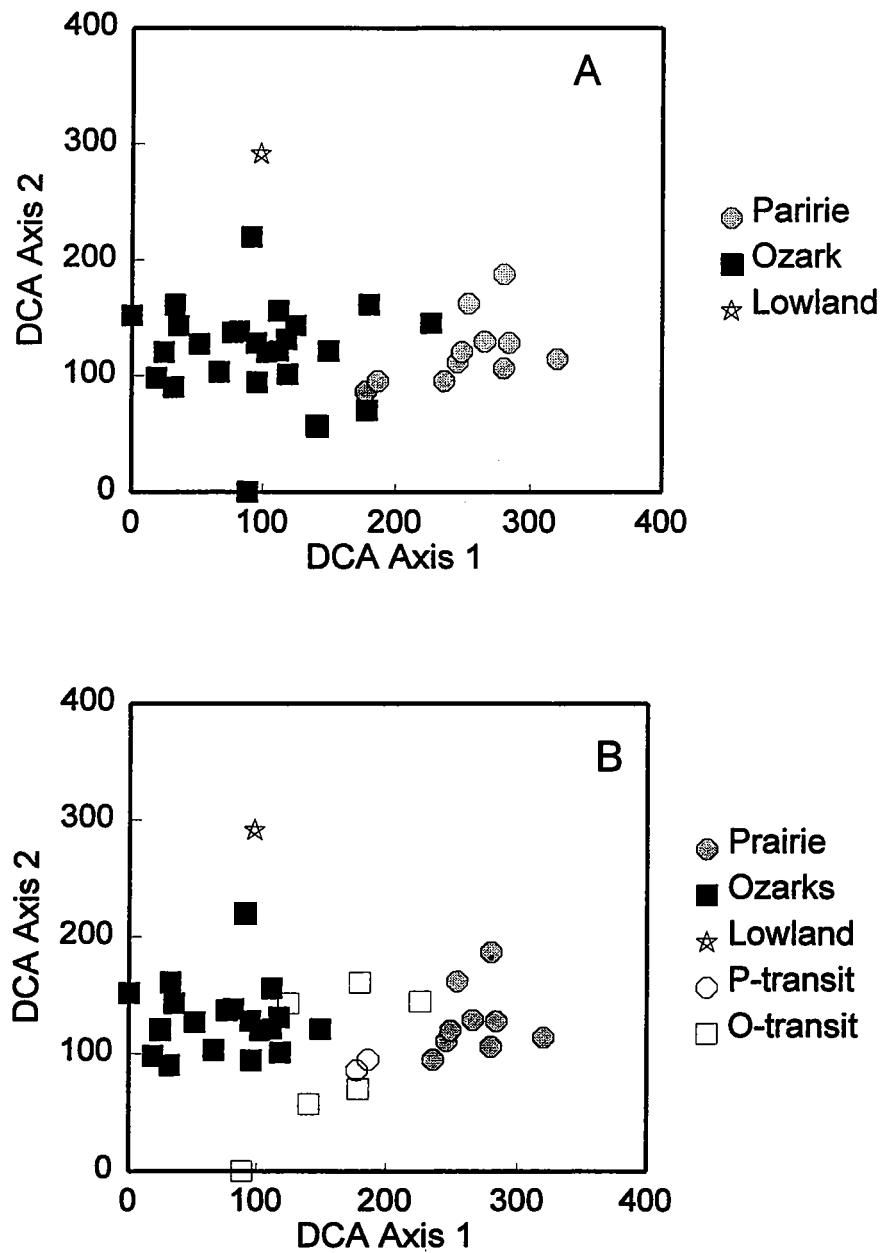 400
300
200
100
0
DCA Axis 2
A
0 100 200 300 400
DCA Axis 1
Paririe
Ozark
Lowland
400
300
200
100
0
DCA Axis 2
B
0 100 200 300 400
DCA Axis 1
Prairie
Ozarks
Lowland
P-transit
O-transit